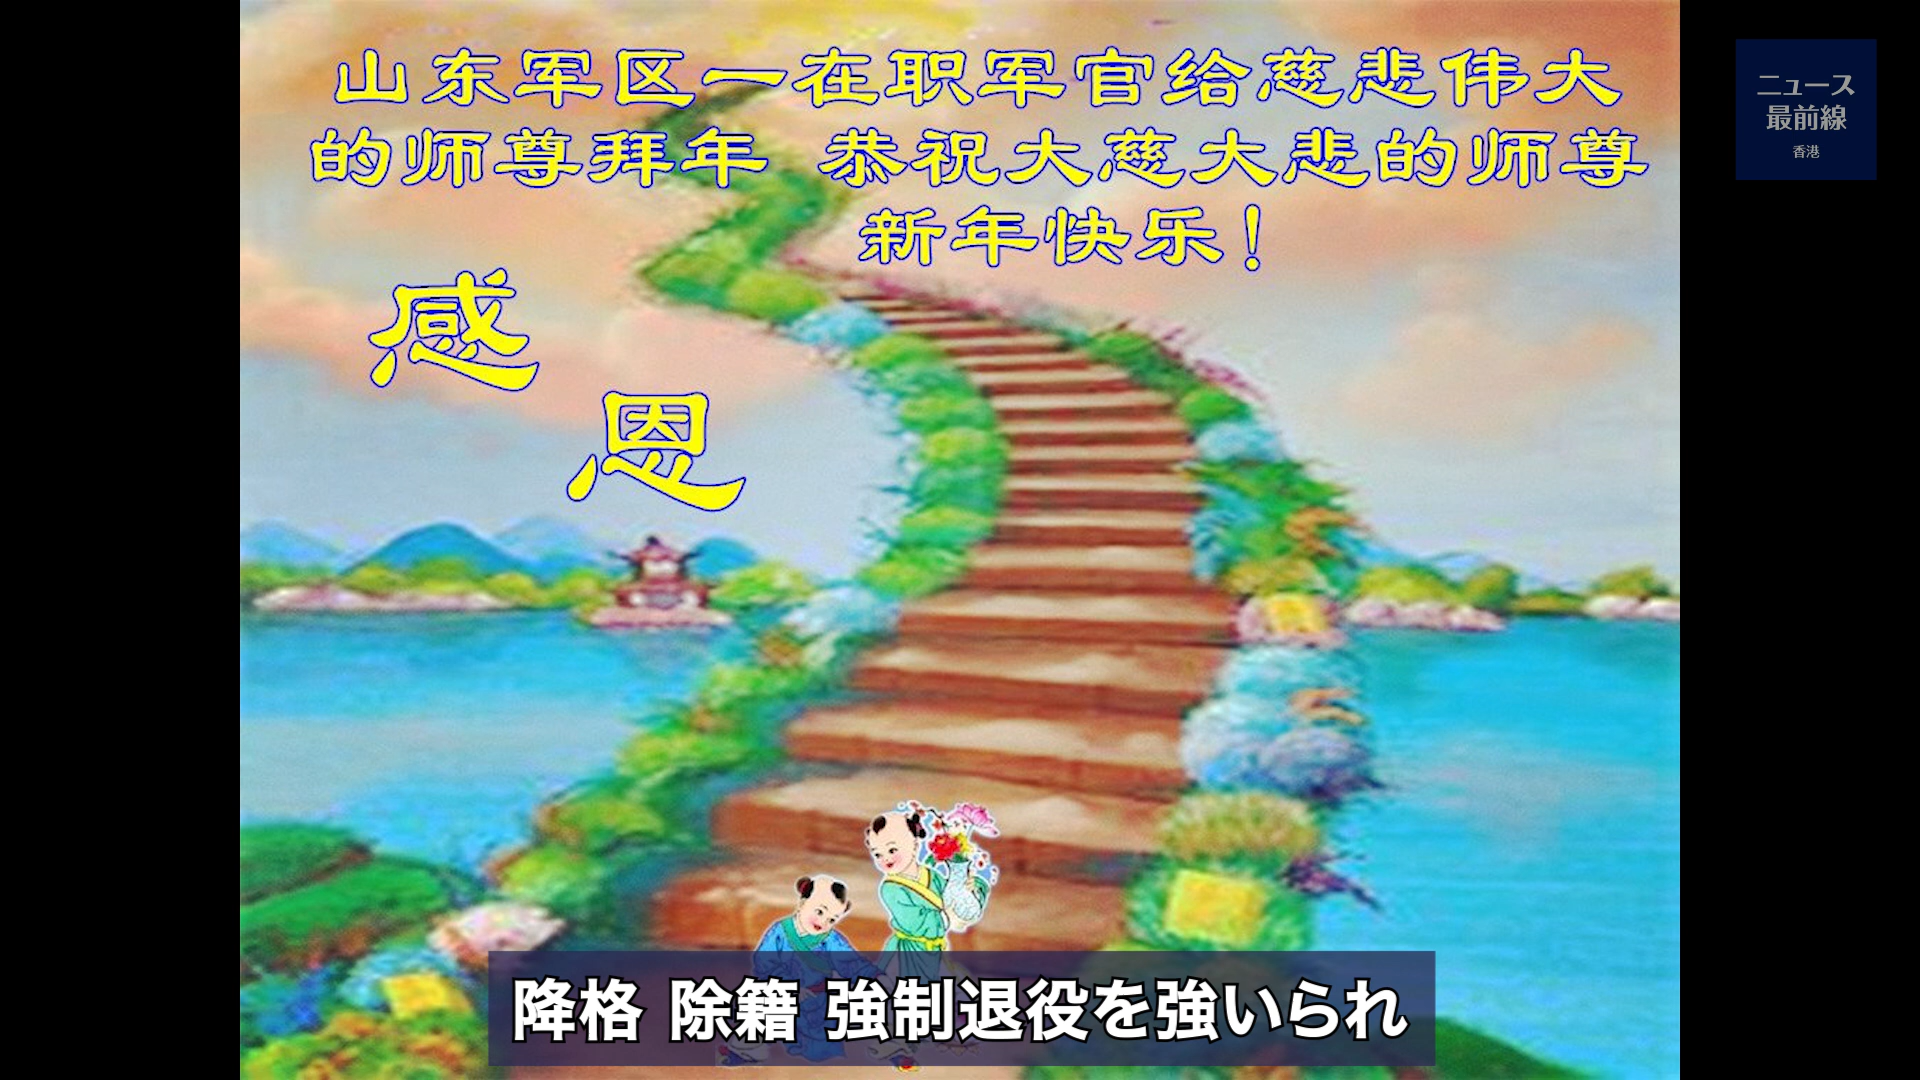 山东军区一在职军官给慈悲伟大
的师尊拜年 恭祝大慈大悲的师尊
新年快乐！
感
恩
ニュース
最前線
香港
降格 除籍 強制退役を強いられ